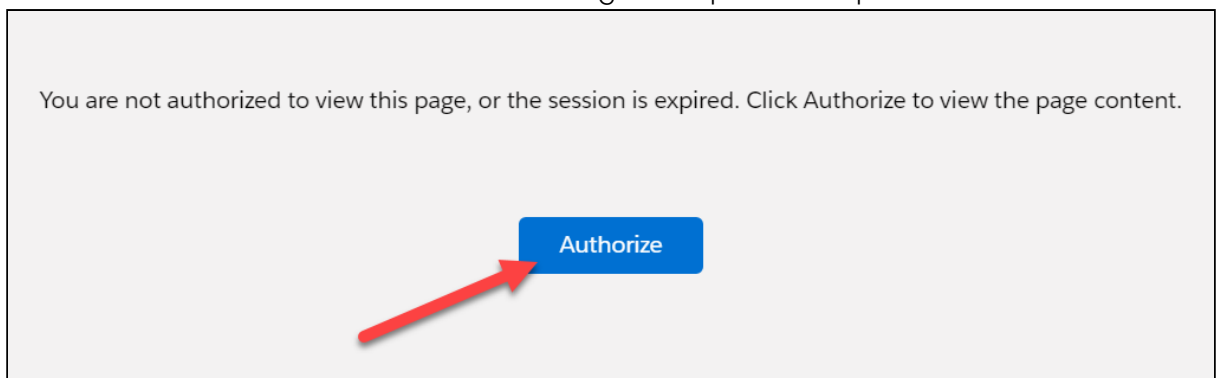 You are not authorized to view this page, or the session is expired. Click Authorize to view the page content.
Authorize